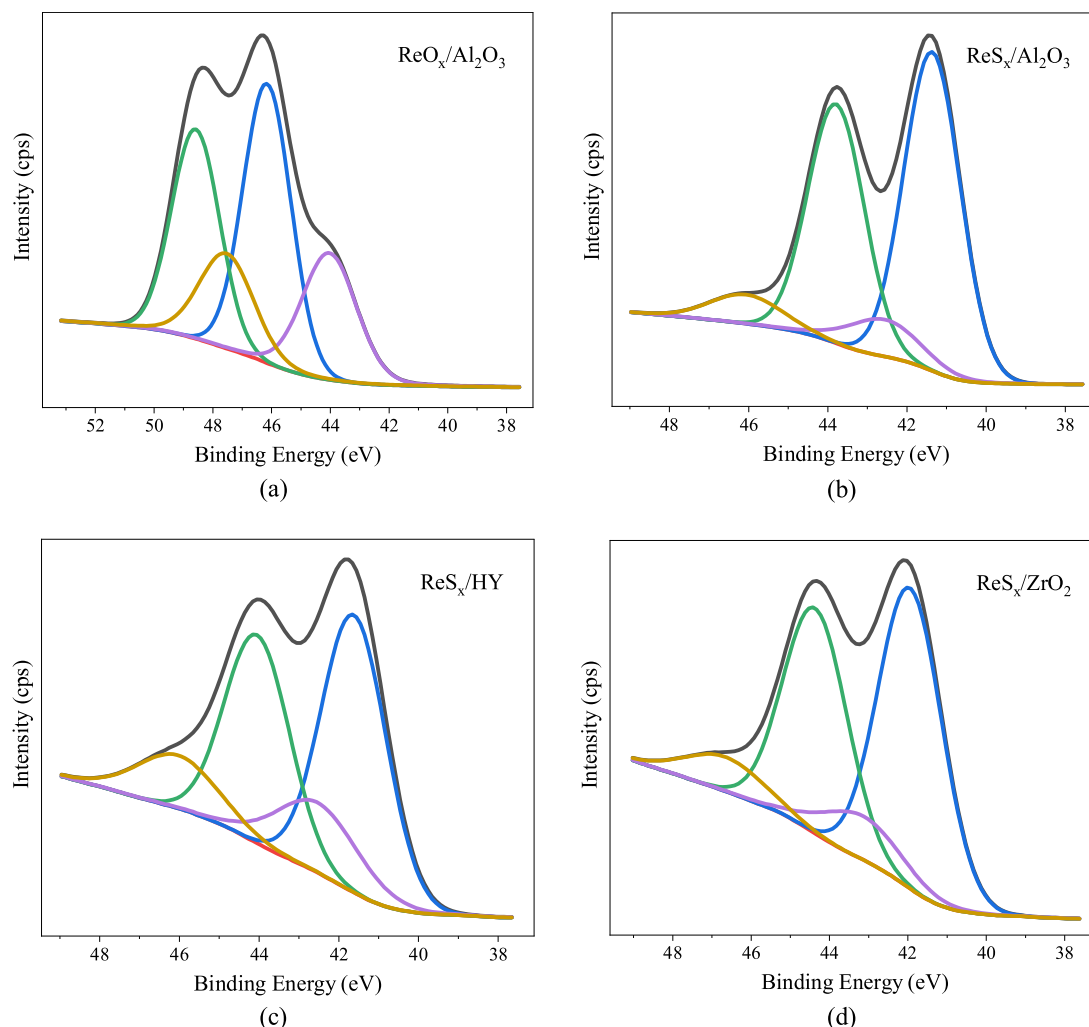 ReOₓ/Al₂O₃
Intensity (cps)
52 50 48 46 44 42 40 38
Binding Energy (eV)
(a)
ReSₓ/Al₂O₃
Intensity (cps)
48 46 44 42 40 38
Binding Energy (eV)
(b)
ReSₓ/HY
Intensity (cps)
48 46 44 42 40 38
Binding Energy (eV)
(c)
ReSₓ/ZrO₂
Intensity (cps)
48 46 44 42 40 38
Binding Energy (eV)
(d)